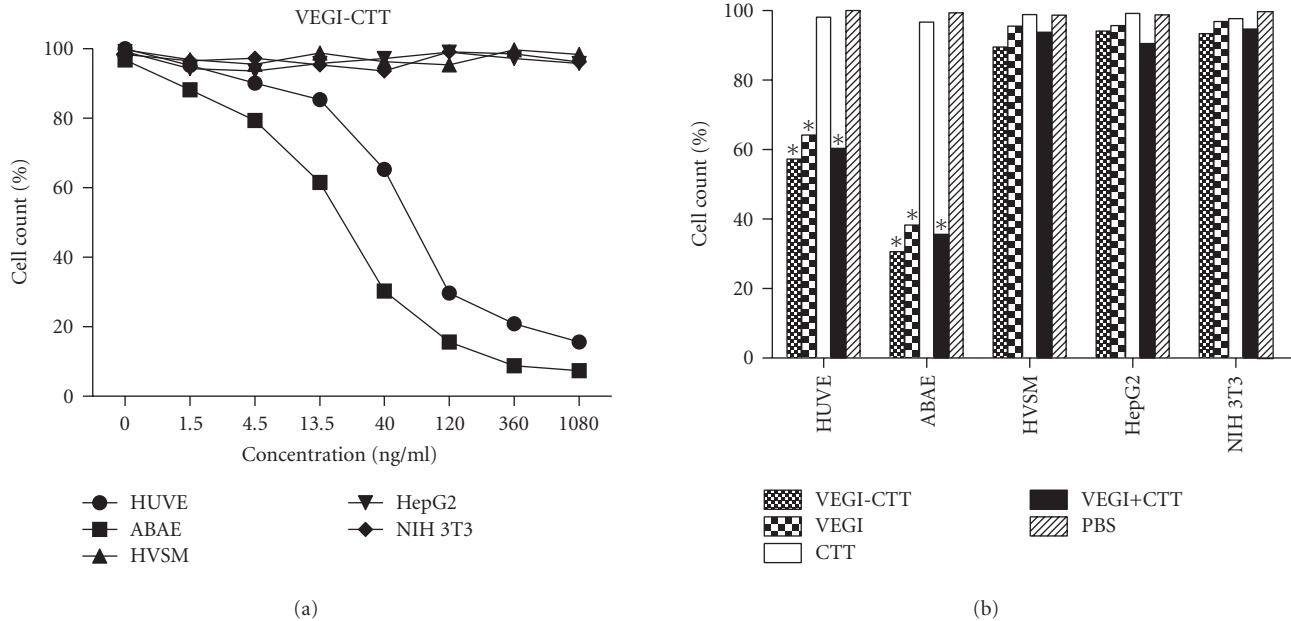 VEGI-CTT
Cell count (%)
100
80
60
40
20
0
0 1.5 4.5 13.5 40 120 360 1080
Concentration (ng/ml)
HUVE
ABAE
HVSM
HepG2
NIH 3T3
(a)
Cell count (%)
100
80
60
40
20
0
* * *
* * *
HUVE
ABAE
HVSM
HepG2
NIH 3T3
VEGI-CTT
VEGI
CTT
VEGI+CTT
PBS
(b)